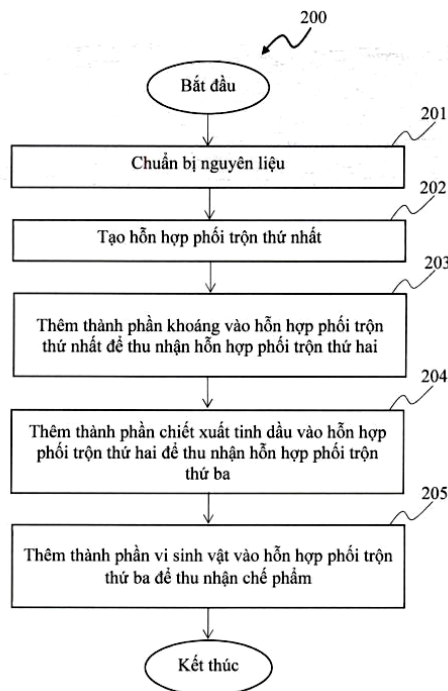 200
Bắt đầu
201
Chuẩn bị nguyên liệu
202
Tạo hỗn hợp phối trộn thứ nhất
203
Thêm thành phần khoáng vào hỗn hợp phối trộn
thứ nhất để thu nhận hỗn hợp phối trộn thứ hai
204
Thêm thành phần chiết xuất tinh dầu vào hỗn hợp
phối trộn thứ hai để thu nhận hỗn hợp phối trộn
thứ ba
205
Thêm thành phần vi sinh vật vào hỗn hợp phối trộn
thứ ba để thu nhận chế phẩm
Kết thúc